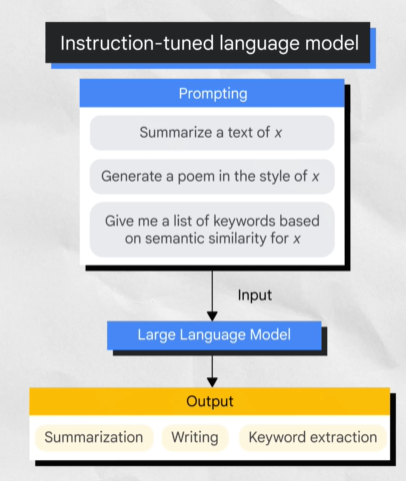 Instruction-tuned language model
Prompting
Summarize a text of x
Generate a poem in the style of x
Give me a list of keywords based
on semantic similarity for x
Input
Large Language Model
Output
Summarization Writing Keyword extraction